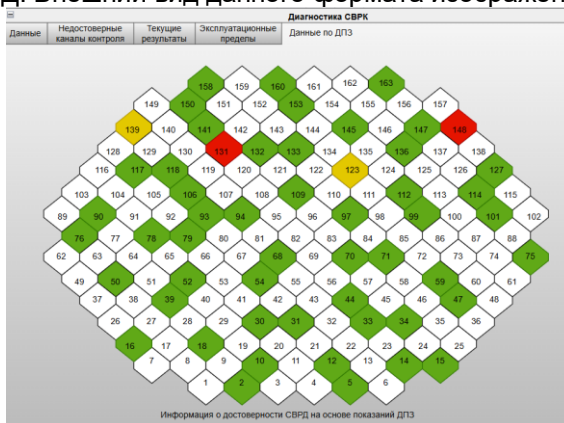 Д. Внешний вид данного формата изображен
Диагностика СВРК
Данные Недостоверные каналы контроля Текущие результаты Эксплуатационные пределы Данные по ДПЗ
158 159 160 161 162 163
149 150 151 152 153 154 155 156 157
139 140 141 142 143 144 145 146 147 148
128 129 130 131 132 133 134 135 136 137 138
116 117 118 119 120 121 122 123 124 125 126 127
103 104 105 106 107 108 109 110 111 112 113 114 115
89 90 91 92 93 94 95 96 97 98 99 100 101 102
76 77 78 79 80 81 82 83 84 85 86 87 88
62 63 64 65 66 67 68 69 70 71 72 73 74 75
49 50 51 52 53 54 55 56 57 58 59 60 61
37 38 39 40 41 42 43 44 45 46 47 48
26 27 28 29 30 31 32 33 34 35 36
16 17 18 19 20 21 22 23 24 25
7 8 9 10 11 12 13 14 15
1 2 3 4 5 6
Информация о достоверности СВРД на основе показаний ДПЗ